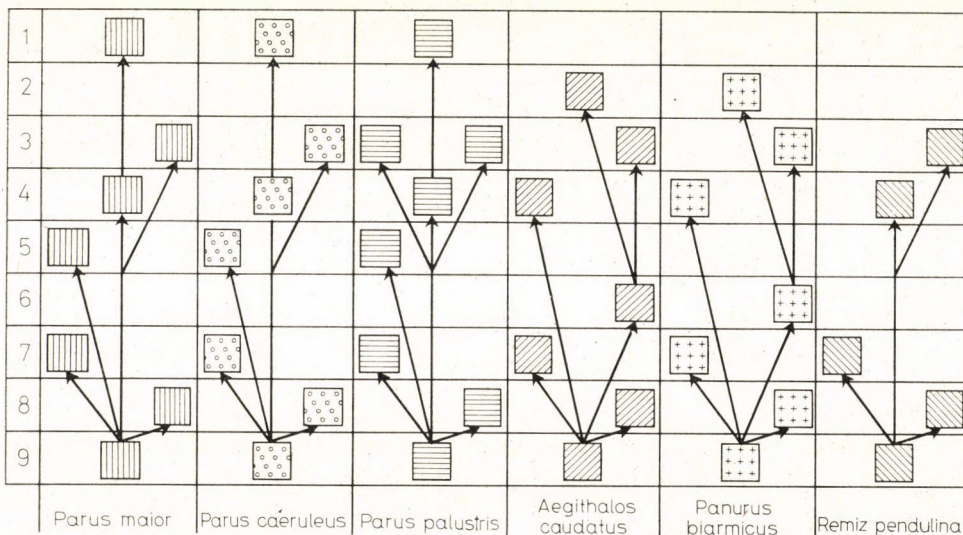 1
2
3
4
5
6
7
8
9
Parus maior
Parus caeruleus
Parus palustris
Aegithalos
caudatus
Panurus
biarmicus
Remiz pendulina